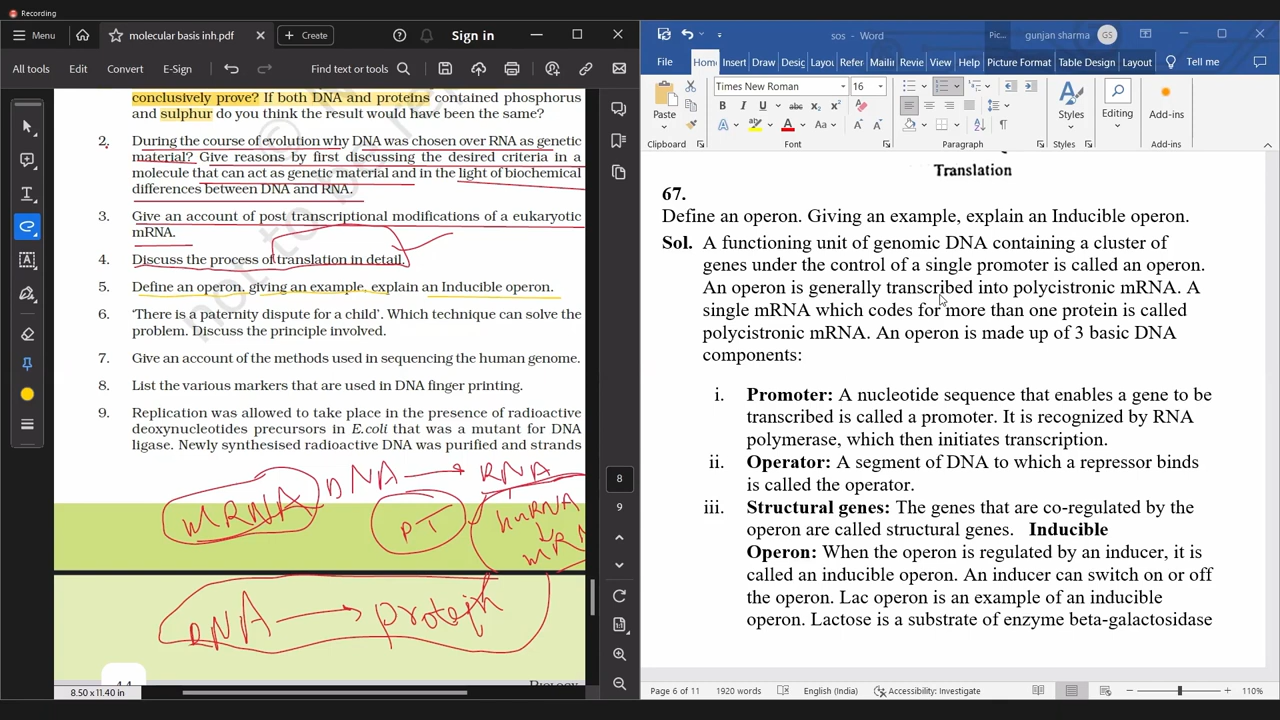 Recording
Menu
molecular basis inh.pdf
Create
Sign in
All tools
Edit
Convert
E-Sign
Find text or tools
conclusively prove? If both DNA and proteins contained phosphorus
and sulphur do you think the result would have been the same?
2. During the course of evolution why DNA was chosen over RNA as genetic
material? Give reasons by first discussing the desired criteria in a
molecule that can act as genetic material and in the light of biochemical
differences between DNA and RNA.
3. Give an account of post transcriptional modifications of a eukaryotic
mRNA.
4. Discuss the process of translation in detail.
5. Define an operon, giving an example, explain an Inducible operon.
6. ‘There is a paternity dispute for a child’. Which technique can solve the
problem. Discuss the principle involved.
7. Give an account of the methods used in sequencing the human genome.
8. List the various markers that are used in DNA finger printing.
9. Replication was allowed to take place in the presence of radioactive
deoxynucleotides precursors in E.coli that was a mutant for DNA
ligase. Newly synthesised radioactive DNA was purified and strands
mRNA DNA → RNA
PT
hnRNA
mRN
RNA → protein
not to be
8
9
8.50 x 11.40 in
sos - Word
Pic...
gunjan sharma
GS
File
Home
Insert
Draw
Desig
Layou
Refer
Mailin
Review
View
Help
Picture Format
Layout
Tell me
Paste
Times New Roman
16
Styles
Editing
Add-ins
Clipboard
Font
Paragraph
Styles
Add-ins
Translation
67.
Define an operon. Giving an example, explain an Inducible operon.
Sol. A functioning unit of genomic DNA containing a cluster of
genes under the control of a single promoter is called an operon.
An operon is generally transcribed into polycistronic mRNA. A
single mRNA which codes for more than one protein is called
polycistronic mRNA. An operon is made up of 3 basic DNA
components:
i. Promoter: A nucleotide sequence that enables a gene to be
transcribed is called a promoter. It is recognized by RNA
polymerase, which then initiates transcription.
ii. Operator: A segment of DNA to which a repressor binds
is called the operator.
iii. Structural genes: The genes that are co-regulated by the
operon are called structural genes. Inducible
Operon: When the operon is regulated by an inducer, it is
called an inducible operon. An inducer can switch on or off
the operon. Lac operon is an example of an inducible
operon. Lactose is a substrate of enzyme beta-galactosidase
Page 6 of 11
1920 words
English (India)
Accessibility: Investigate
110%